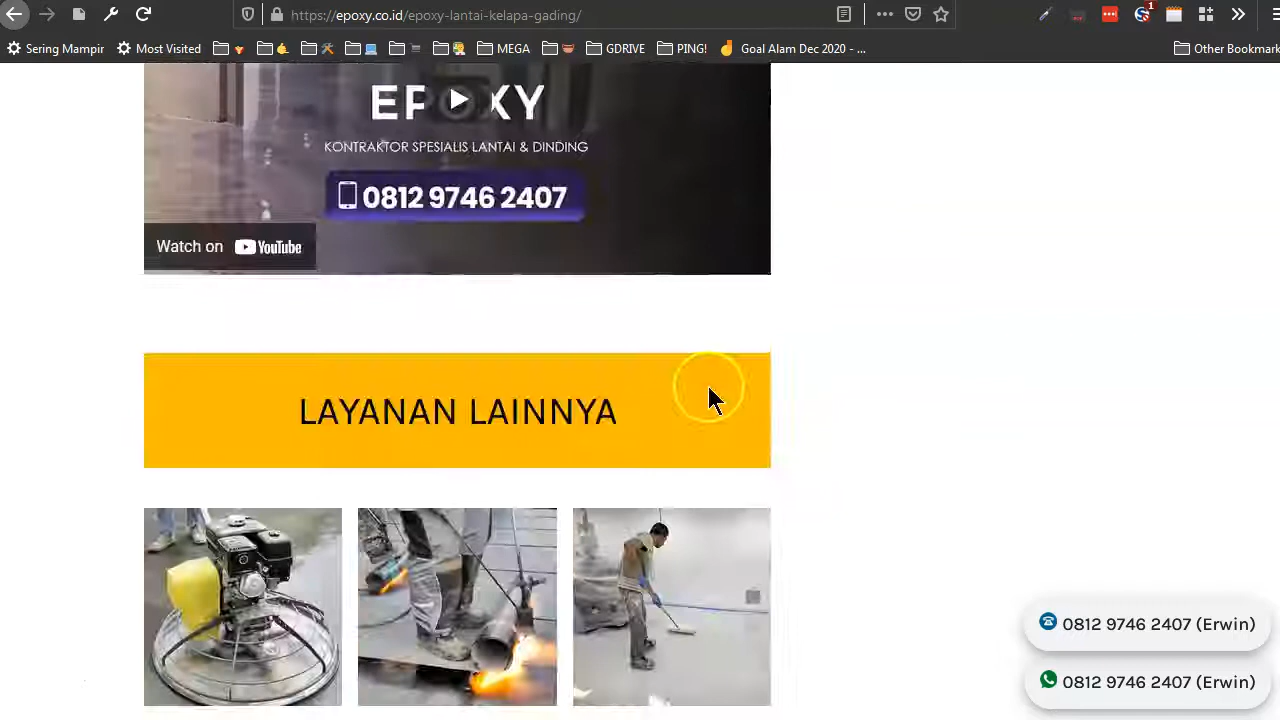 https://epoxy.co.id/epoxy-lantai-kelapa-gading/
1
Sering Mampir
Most Visited
MEGA
GDRIVE
PING!
Goal Alam Dec 2020 - ...
Other Bookmark
EPOXY
KONTRAKTOR SPESIALIS LANTAI & DINDING
0812 9746 2407
Watch on YouTube
LAYANAN LAINNYA
0812 9746 2407 (Erwin)
0812 9746 2407 (Erwin)